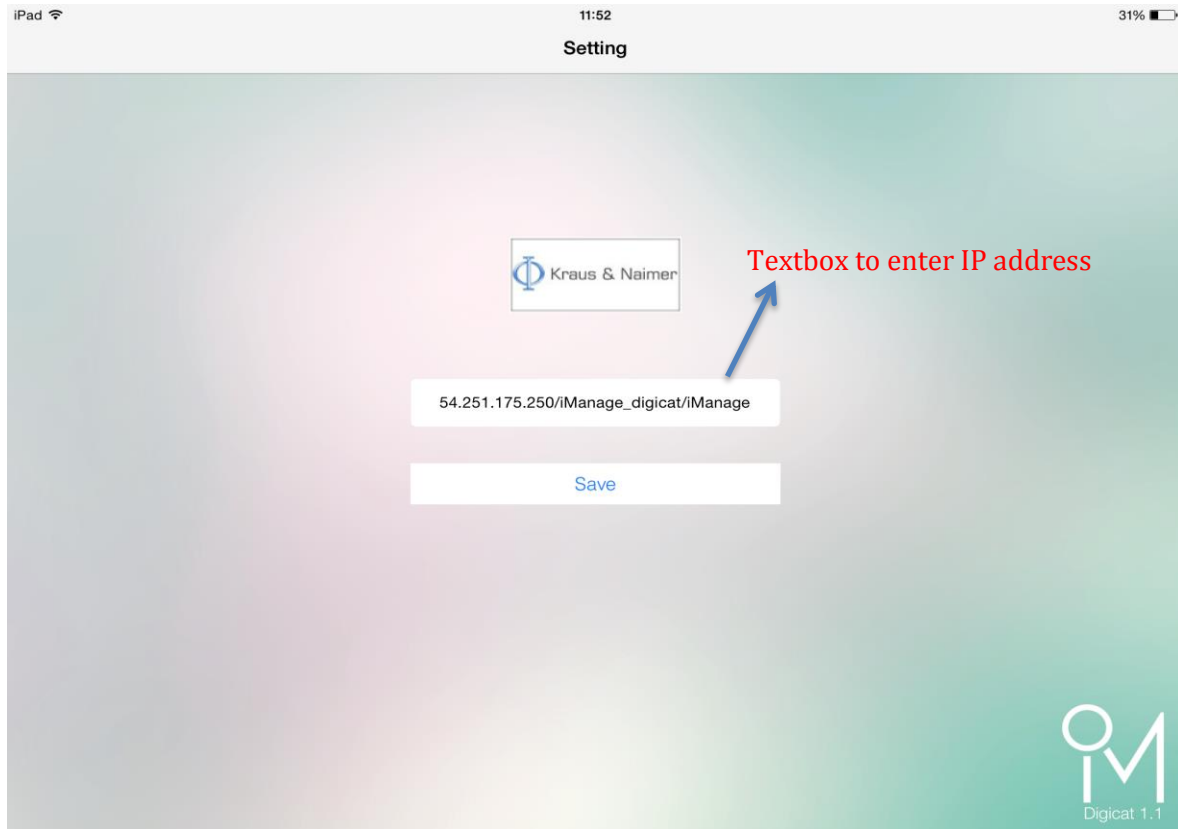 iPad 11:52 31%
Setting
Textbox to enter IP address
Kraus & Naimer
54.251.175.250/iManage_digicat/iManage
Save
iM
Digicat 1.1